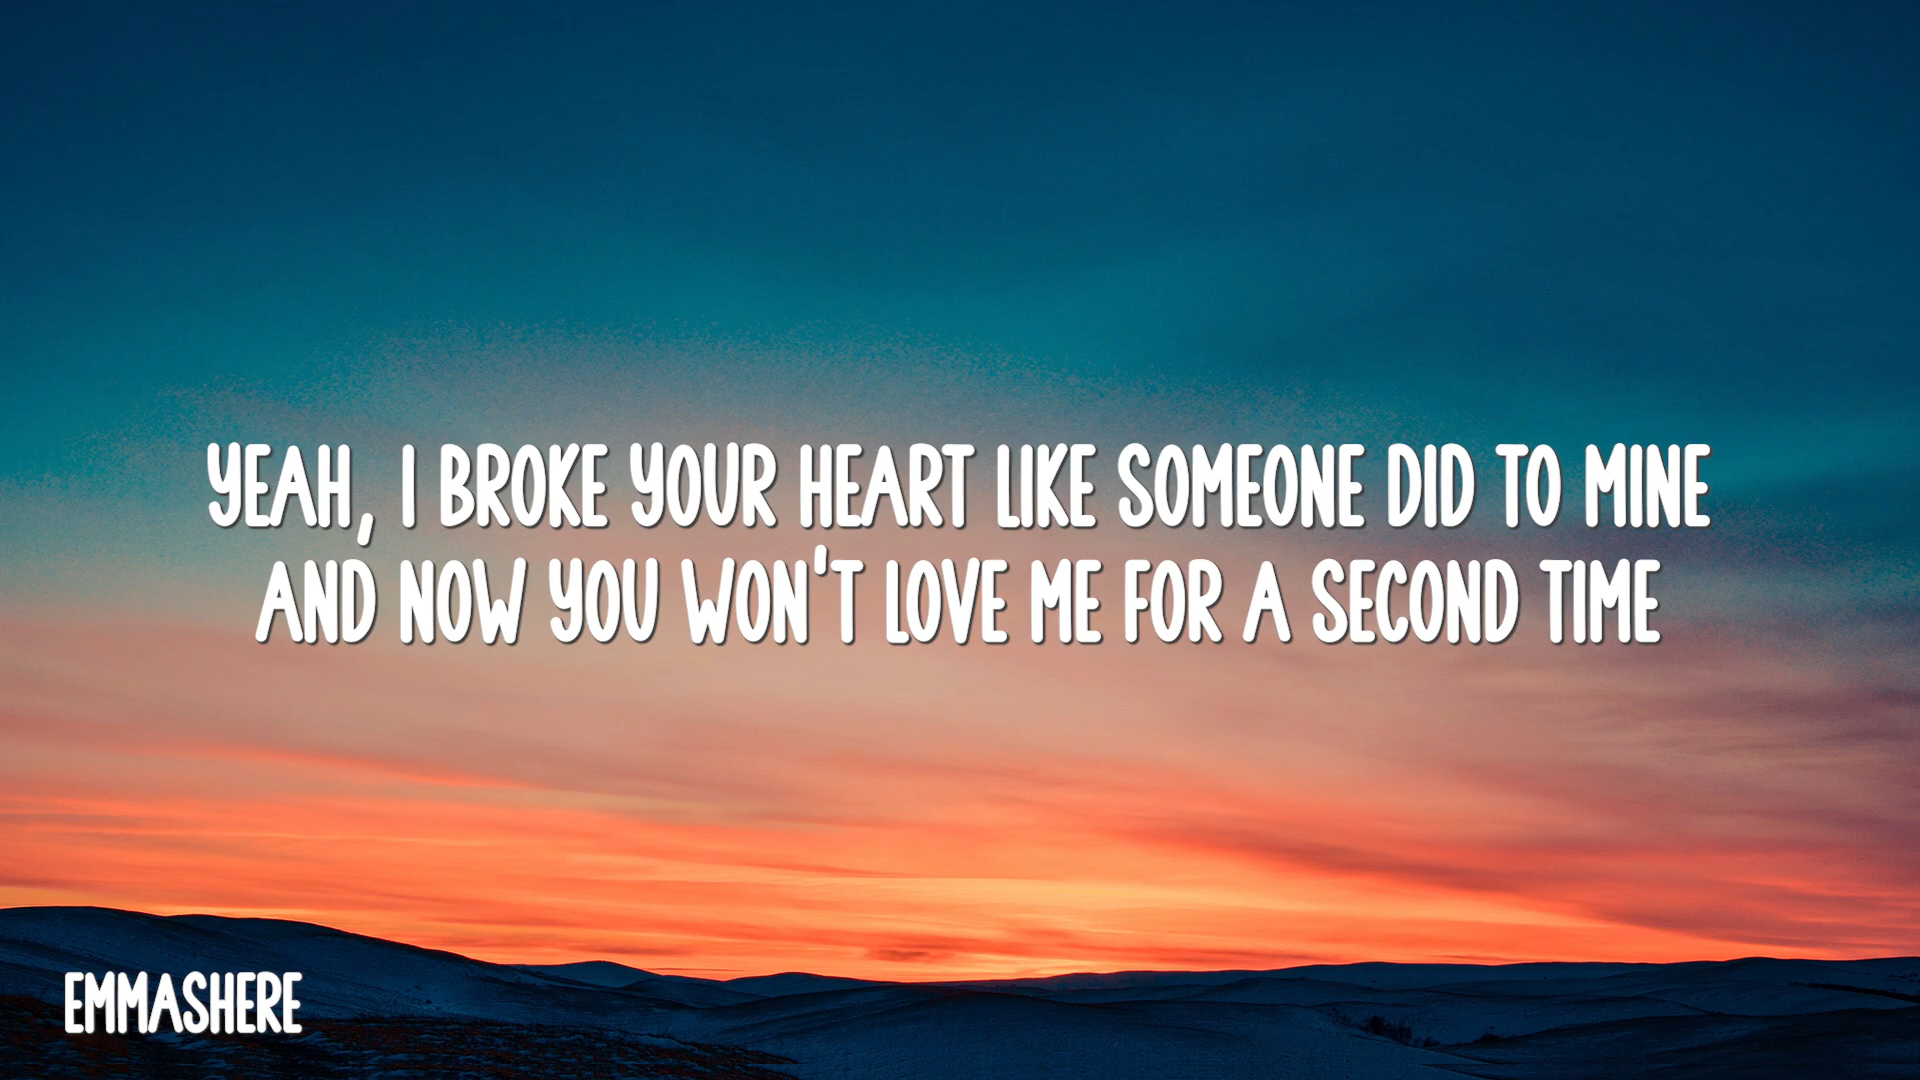 YEAH, I BROKE YOUR HEART LIKE SOMEONE DID TO MINE
AND NOW YOU WON'T LOVE ME FOR A SECOND TIME
EMMASHERE